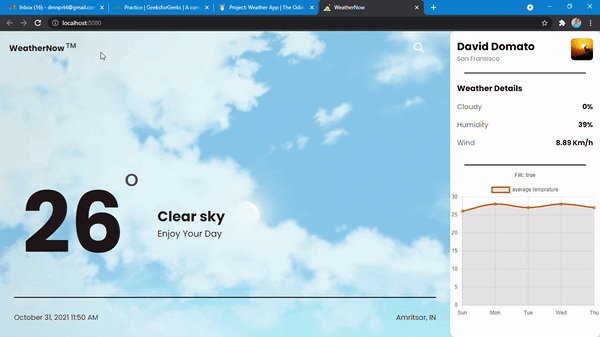 Inbox (16) - dmnprt4@gmail.com
Practice | GeeksforGeeks | A com
Project: Weather App | The Odin
WeatherNow
localhost:8080
WeatherNow™
David Domato
San Fransisco
Weather Details
Cloudy 0%
Humidity 39%
Wind 8.89 Km/h
26°
Clear sky
Enjoy Your Day
October 31, 2021 11:50 AM
Amritsar, IN
Fill: true
average temprature
30
25
20
15
10
5
0
Sun Mon Tue Wed Thu